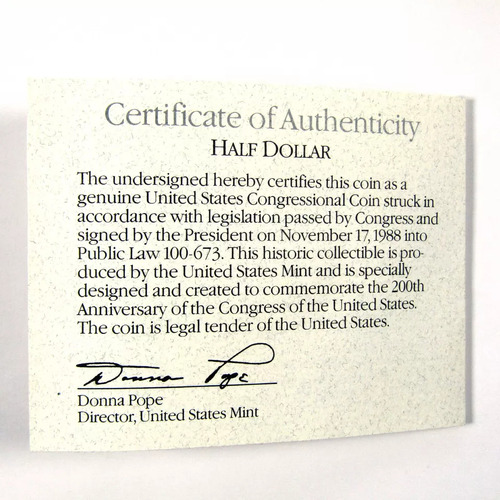 Certificate of Authenticity
HALF DOLLAR
The undersigned hereby certifies this coin as a
genuine United States Congressional Coin struck in
accordance with legislation passed by Congress and
signed by the President on November 17, 1988 into
Public Law 100-673. This historic collectible is pro-
duced by the United States Mint and is specially
designed and created to commemorate the 200th
Anniversary of the Congress of the United States.
The coin is legal tender of the United States.
Donna Pope
Donna Pope
Director, United States Mint